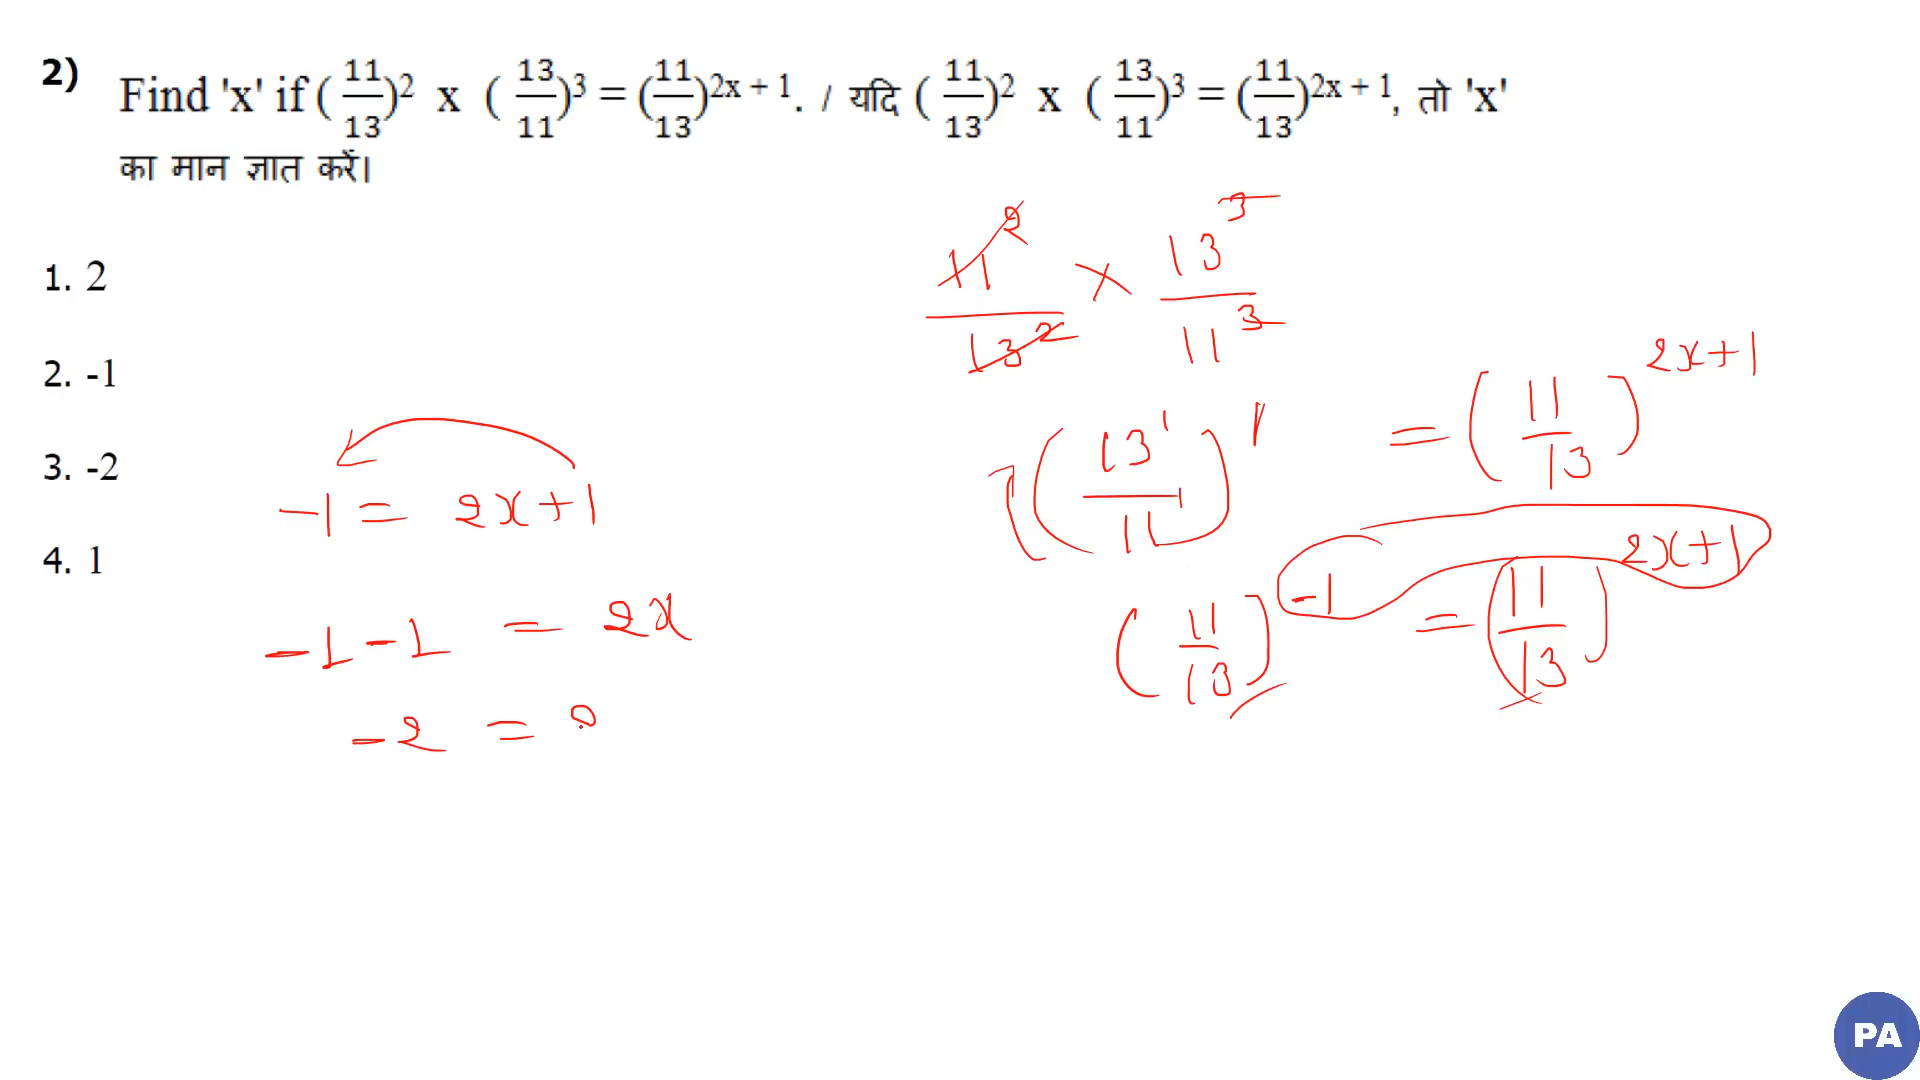 2) Find 'x' if (11/13)² x (13/11)³ = (11/13)²ˣ ⁺ ¹. / यदि (11/13)² x (13/11)³ = (11/13)²ˣ ⁺ ¹, तो 'x'
का मान ज्ञात करें।
1. 2
2. -1
3. -2
4. 1
11²/13² × 13³/11³
(13¹/11)¹ = (11/13)²ˣ⁺¹
(11/13)⁻¹ = (11/13)²ˣ⁺¹
-1 = 2x+1
-1-1 = 2x
-2 =
PA